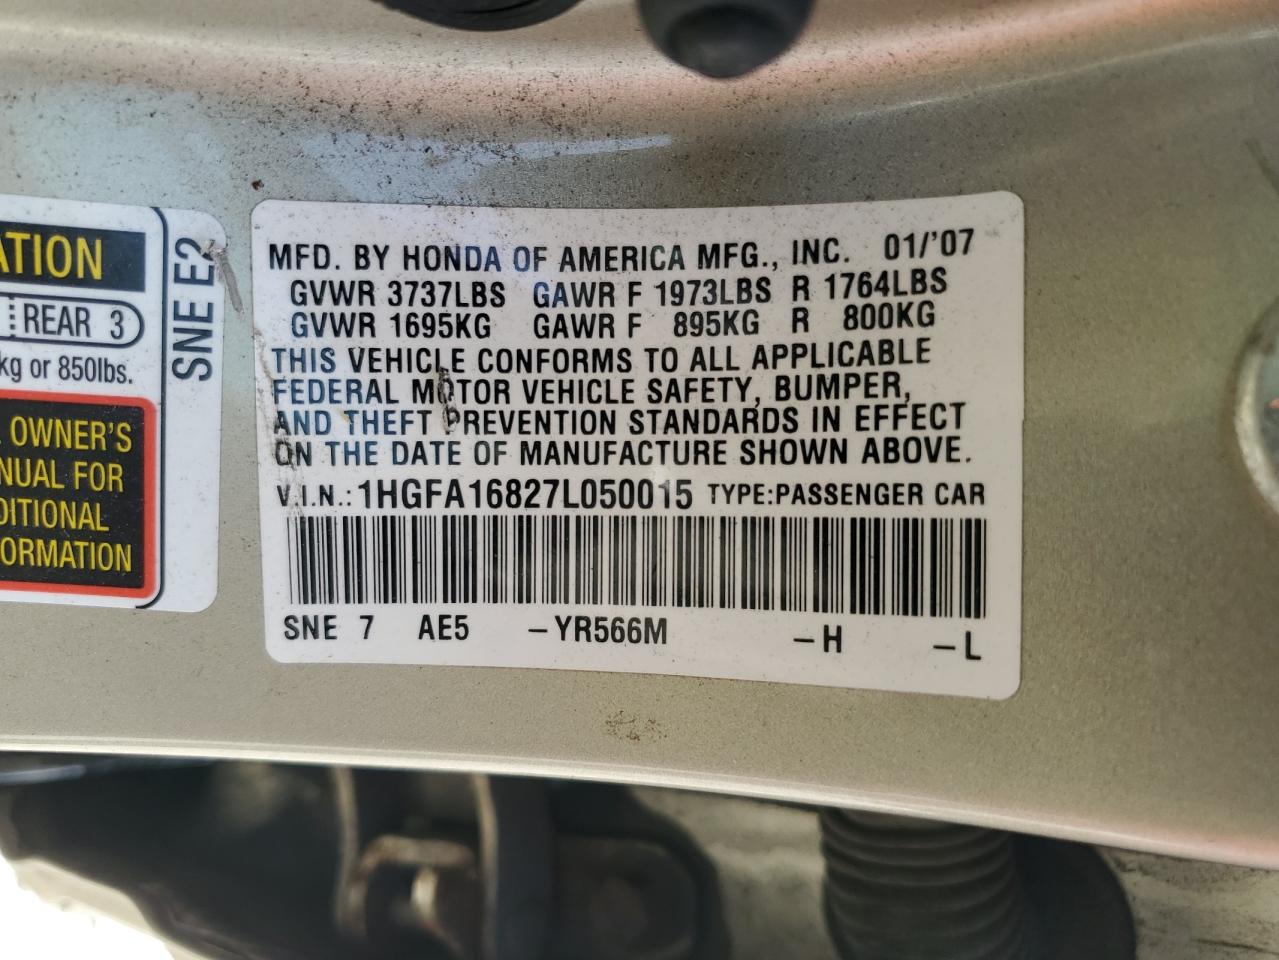 ATION
REAR 3
kg or 850lbs.
OWNER'S
NUAL FOR
DITIONAL
FORMATION
SNE E2
MFD. BY HONDA OF AMERICA MFG., INC. 01/'07
GVWR 3737LBS GAWR F 1973LBS R 1764LBS
GVWR 1695KG GAWR F 895KG R 800KG
THIS VEHICLE CONFORMS TO ALL APPLICABLE
FEDERAL MOTOR VEHICLE SAFETY, BUMPER,
AND THEFT PREVENTION STANDARDS IN EFFECT
ON THE DATE OF MANUFACTURE SHOWN ABOVE.
V.I.N.: 1HGFA16827L050015 TYPE:PASSENGER CAR
SNE 7 AE5 –YR566M –H –L